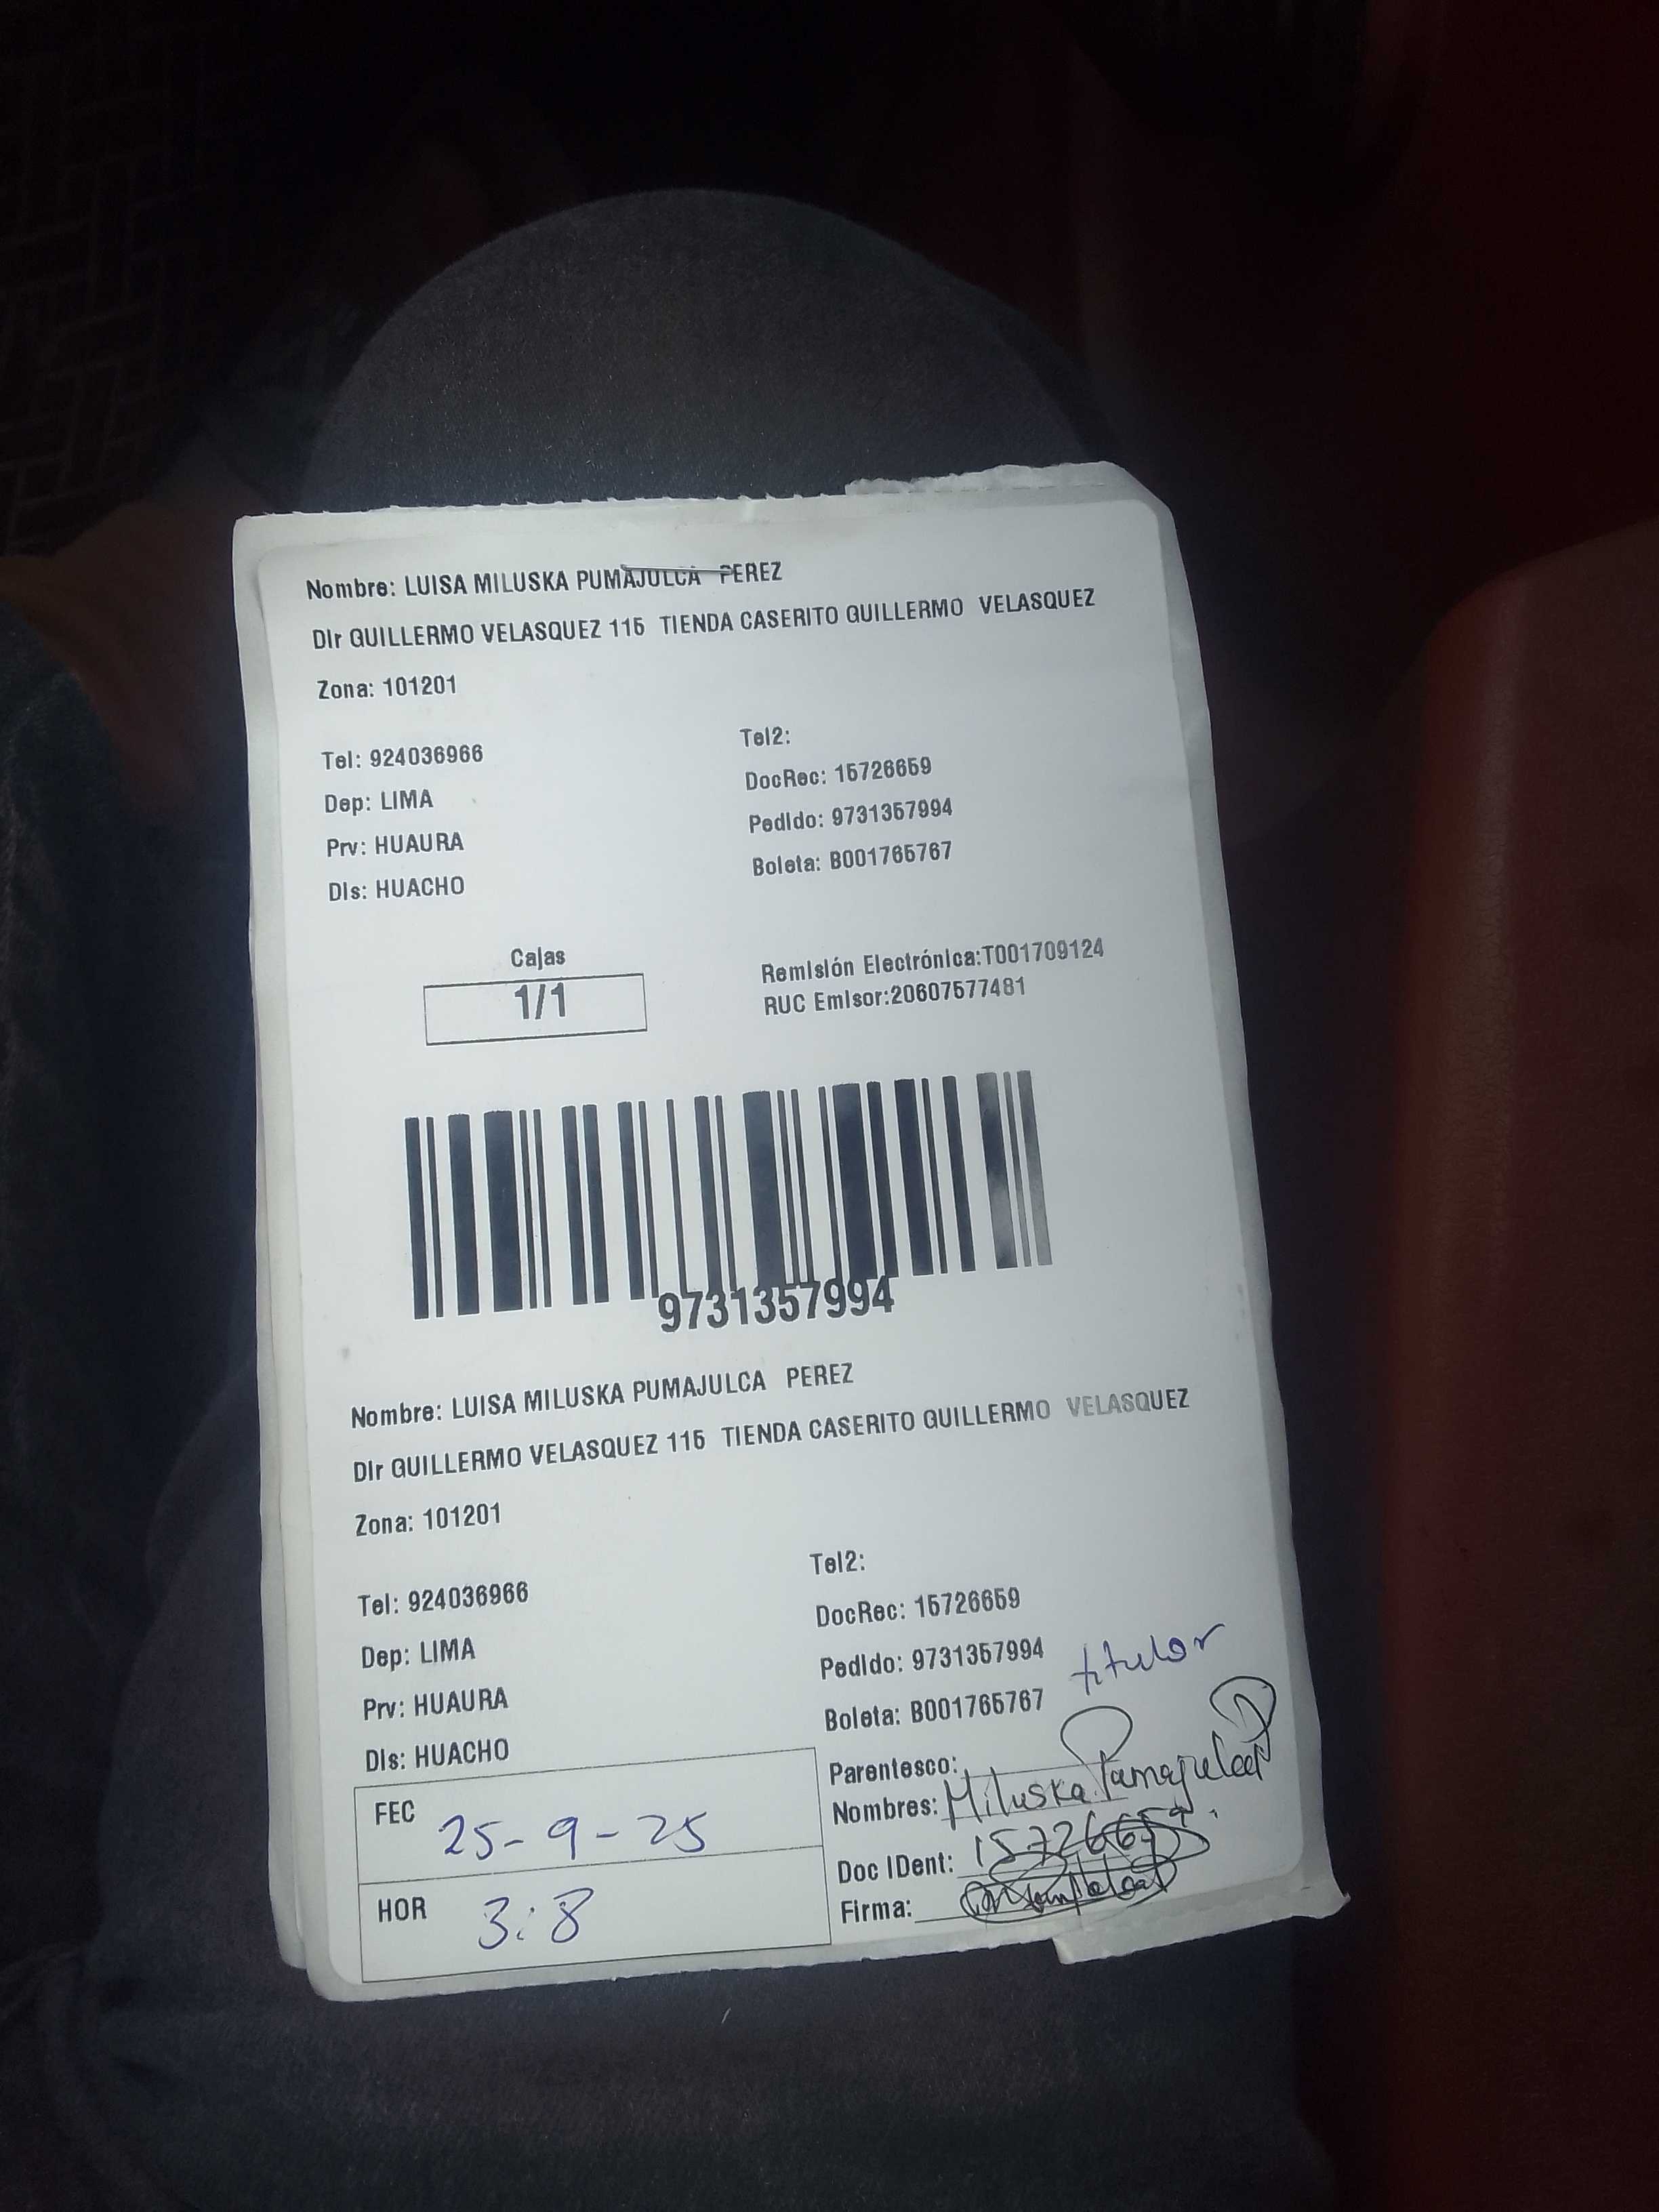 Nombre: LUISA MILUSKA PUMAJULCA PEREZ
Dir GUILLERMO VELASQUEZ 115 TIENDA CASERITO GUILLERMO VELASQUEZ
Zona: 101201
Tel: 924036966
Tel2:
Dep: LIMA
DocRec: 15726659
Prv: HUAURA
Pedido: 9731357994
Dis: HUACHO
Boleta: B001765767
Cajas
1/1
Remisión Electrónica:T001709124
RUC Emisor:20607577481
9731357994
Nombre: LUISA MILUSKA PUMAJULCA PEREZ
Dir GUILLERMO VELASQUEZ 115 TIENDA CASERITO GUILLERMO VELASQUEZ
Zona: 101201
Tel: 924036966
Tel2:
Dep: LIMA
DocRec: 15726659
Prv: HUAURA
Pedido: 9731357994
Dis: HUACHO
Boleta: B001765767
titular
Parentesco:
Nombres: Miluska Pumajulca P
Doc IDent: 15726659
Firma:
FEC 25-9-25
HOR 3:8